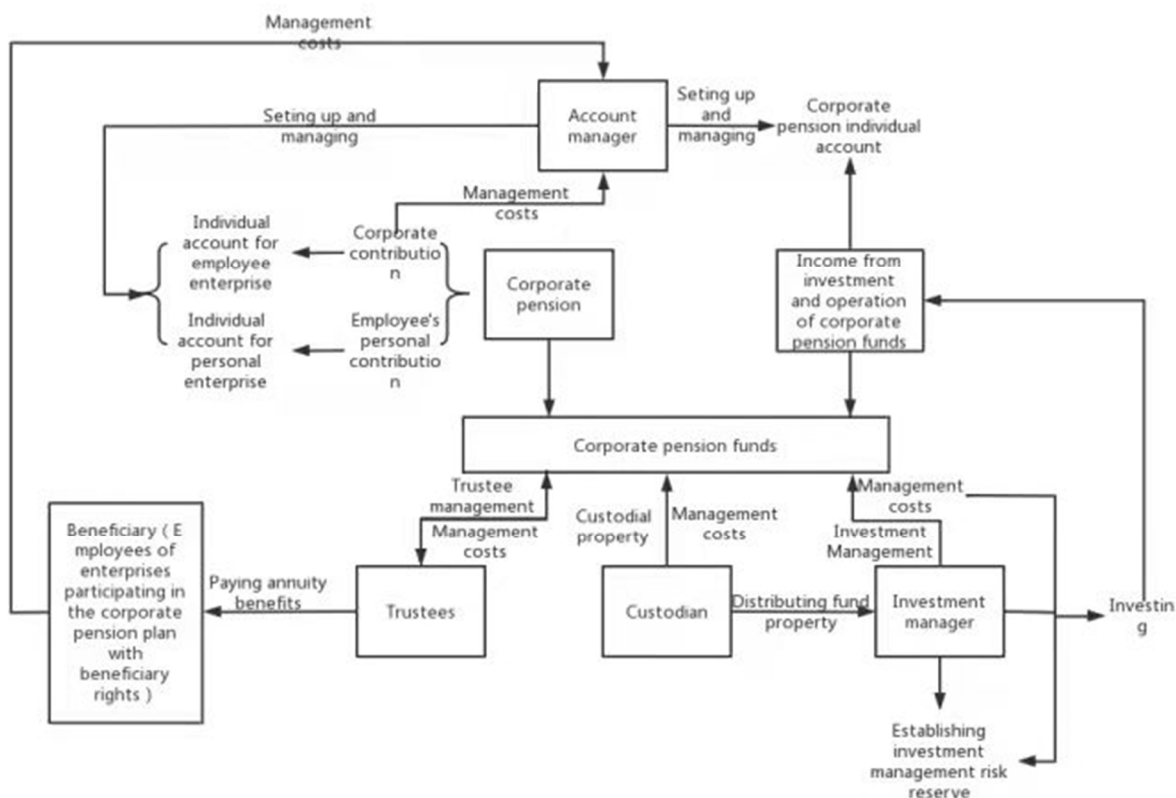 Management
costs
Seting up and
managing
Account
manager
Seting up
and
managing
Corporate
pension individual
account
Management
costs
Individual
account for
employee
enterprise
Corporate
contributio
n
Corporate
pension
Income from
investment
and operation
of corporate
pension funds
Individual
account for
personal
enterprise
Employee's
personal
contributio
n
Corporate pension funds
Trustee
management
Management
costs
Custodial
property
Management
costs
Management
costs
Investment
Management
Beneficiary ( E
mployees of
enterprises
participating in
the corporate
pension plan
with
beneficiary
rights )
Paying annuity
benefits
Trustees
Custodian
Distributing fund
property
Investment
manager
Investin
g
Establishing
investment
management risk
reserve